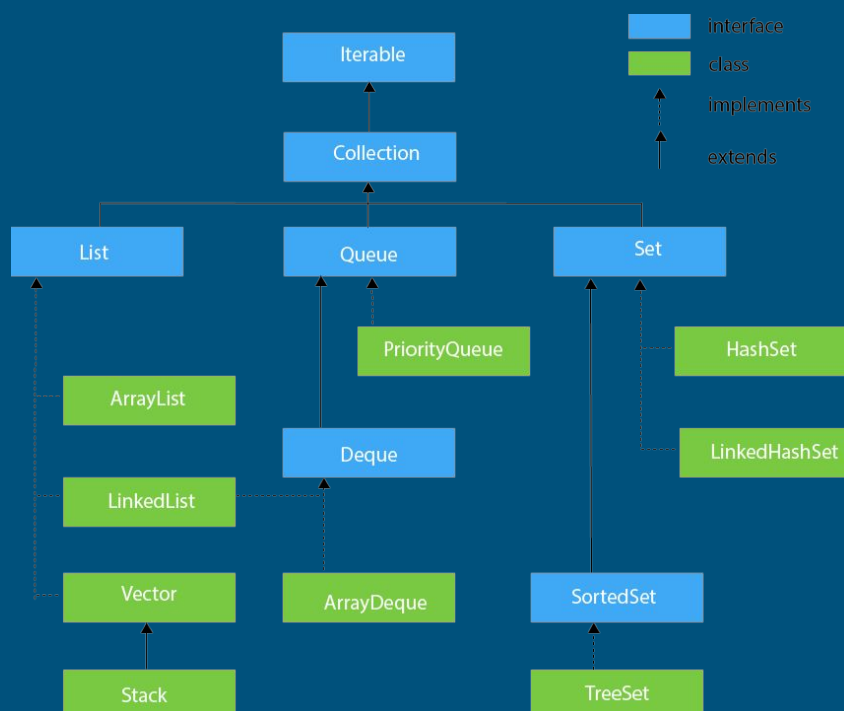 interface
class
implements
extends
Iterable
Collection
List
Queue
Set
PriorityQueue
HashSet
ArrayList
Deque
LinkedHashSet
LinkedList
Vector
ArrayDeque
SortedSet
Stack
TreeSet